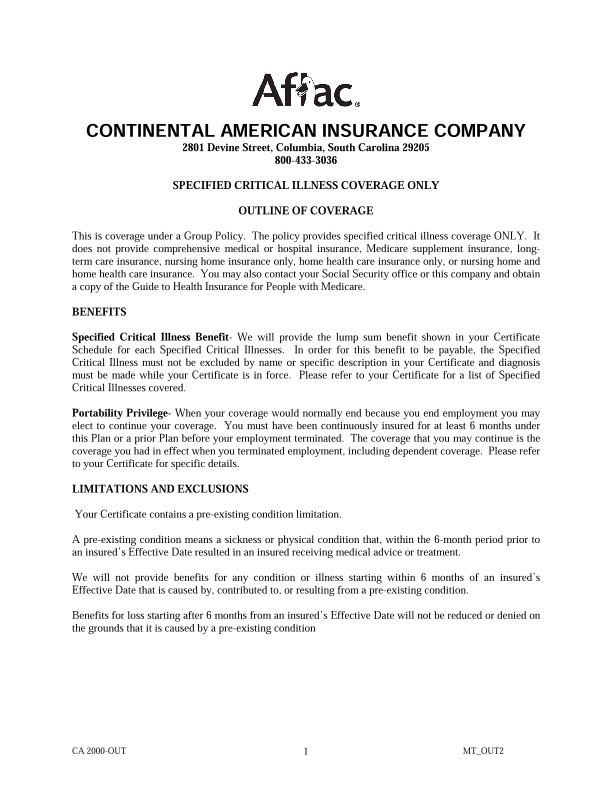 Aflac®
CONTINENTAL AMERICAN INSURANCE COMPANY
2801 Devine Street, Columbia, South Carolina 29205
800-433-3036
SPECIFIED CRITICAL ILLNESS COVERAGE ONLY
OUTLINE OF COVERAGE
This is coverage under a Group Policy. The policy provides specified critical illness coverage ONLY. It
does not provide comprehensive medical or hospital insurance, Medicare supplement insurance, long-
term care insurance, nursing home insurance only, home health care insurance only, or nursing home and
home health care insurance. You may also contact your Social Security office or this company and obtain
a copy of the Guide to Health Insurance for People with Medicare.
BENEFITS
Specified Critical Illness Benefit- We will provide the lump sum benefit shown in your Certificate
Schedule for each Specified Critical Illnesses. In order for this benefit to be payable, the Specified
Critical Illness must not be excluded by name or specific description in your Certificate and diagnosis
must be made while your Certificate is in force. Please refer to your Certificate for a list of Specified
Critical Illnesses covered.
Portability Privilege- When your coverage would normally end because you end employment you may
elect to continue your coverage. You must have been continuously insured for at least 6 months under
this Plan or a prior Plan before your employment terminated. The coverage that you may continue is the
coverage you had in effect when you terminated employment, including dependent coverage. Please refer
to your Certificate for specific details.
LIMITATIONS AND EXCLUSIONS
Your Certificate contains a pre-existing condition limitation.
A pre-existing condition means a sickness or physical condition that, within the 6-month period prior to
an insured's Effective Date resulted in an insured receiving medical advice or treatment.
We will not provide benefits for any condition or illness starting within 6 months of an insured's
Effective Date that is caused by, contributed to, or resulting from a pre-existing condition.
Benefits for loss starting after 6 months from an insured's Effective Date will not be reduced or denied on
the grounds that it is caused by a pre-existing condition
CA 2000-OUT 1 MT_OUT2